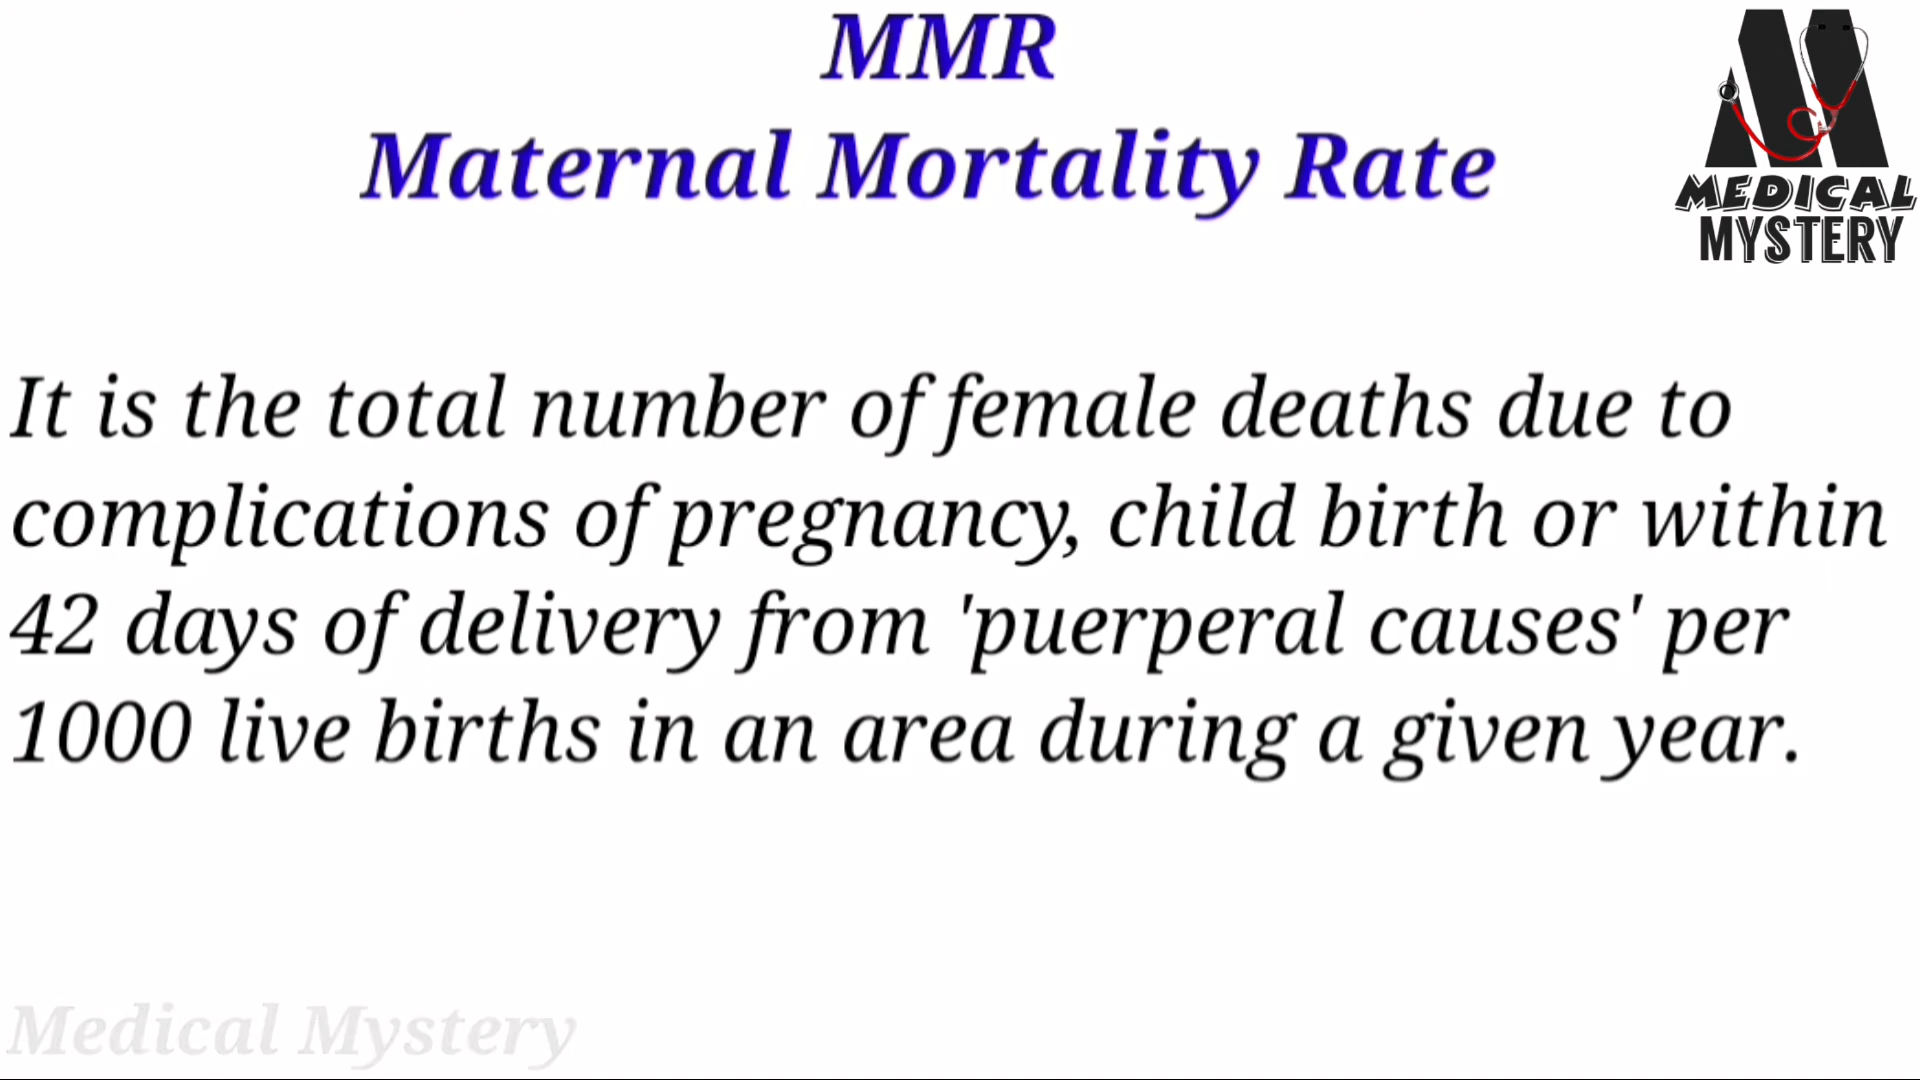 MMR
Maternal Mortality Rate
MEDICAL
MYSTERY
It is the total number of female deaths due to
complications of pregnancy, child birth or within
42 days of delivery from 'puerperal causes' per
1000 live births in an area during a given year.
Medical Mystery